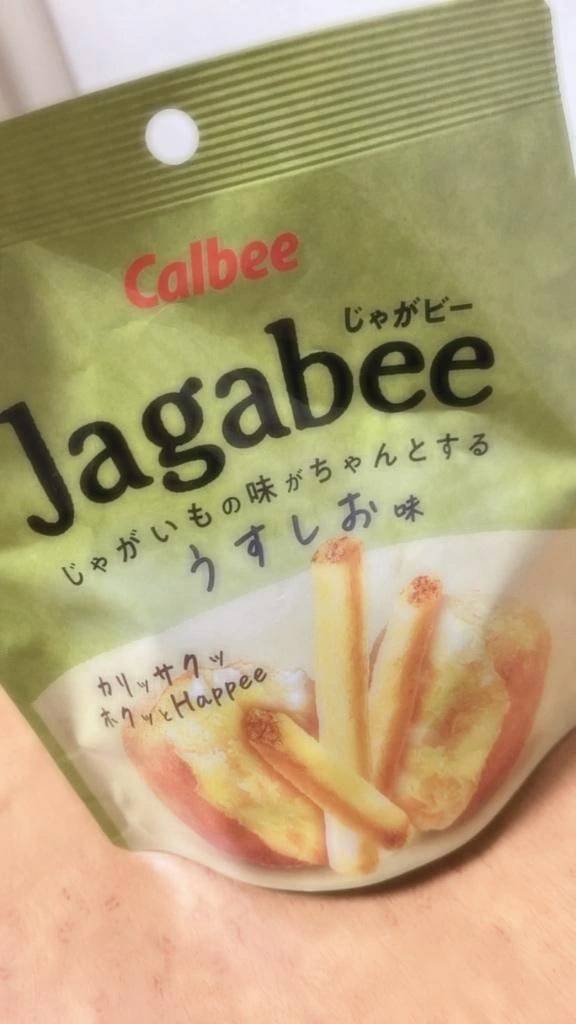 Calbee
じゃがビー
Jagabee
じゃがいもの味がちゃんとする
うすしお味
カリッサクッ
ホクッとHappee